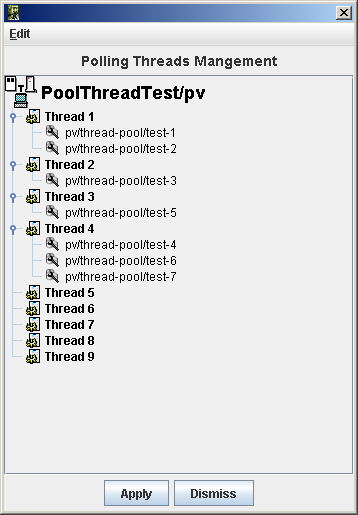 Edit
Polling Threads Mangement
PoolThreadTest/pv
Thread 1
pv/thread-pool/test-1
pv/thread-pool/test-2
Thread 2
pv/thread-pool/test-3
Thread 3
pv/thread-pool/test-5
Thread 4
pv/thread-pool/test-4
pv/thread-pool/test-6
pv/thread-pool/test-7
Thread 5
Thread 6
Thread 7
Thread 8
Thread 9
Apply Dismiss